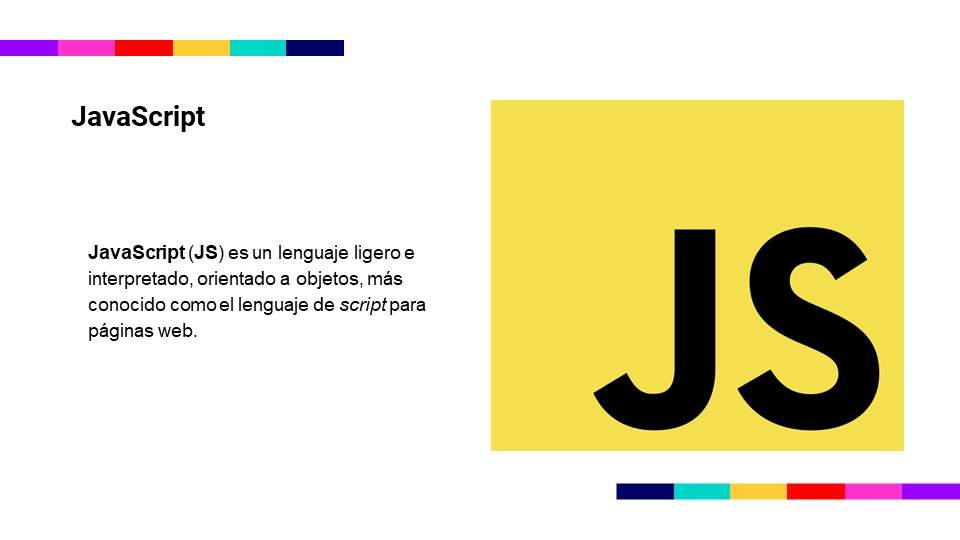 JavaScript
JavaScript (JS) es un lenguaje ligero e
interpretado, orientado a objetos, más
conocido como el lenguaje de script para
páginas web.
JS